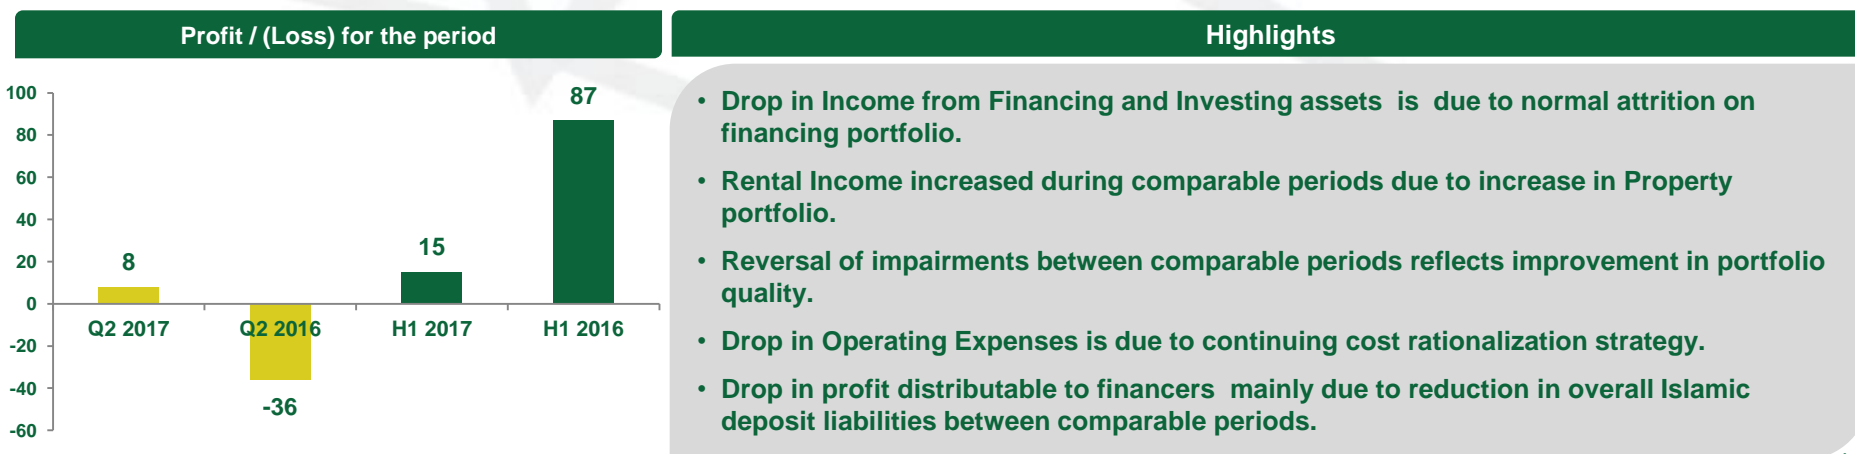 Profit / (Loss) for the period
100
80
60
40
20
0
-20
-40
-60
8
-36
15
87
Q2 2017
Q2 2016
H1 2017
H1 2016
Highlights
• Drop in Income from Financing and Investing assets is due to normal attrition on
financing portfolio.
• Rental Income increased during comparable periods due to increase in Property
portfolio.
• Reversal of impairments between comparable periods reflects improvement in portfolio
quality.
• Drop in Operating Expenses is due to continuing cost rationalization strategy.
• Drop in profit distributable to financers mainly due to reduction in overall Islamic
deposit liabilities between comparable periods.